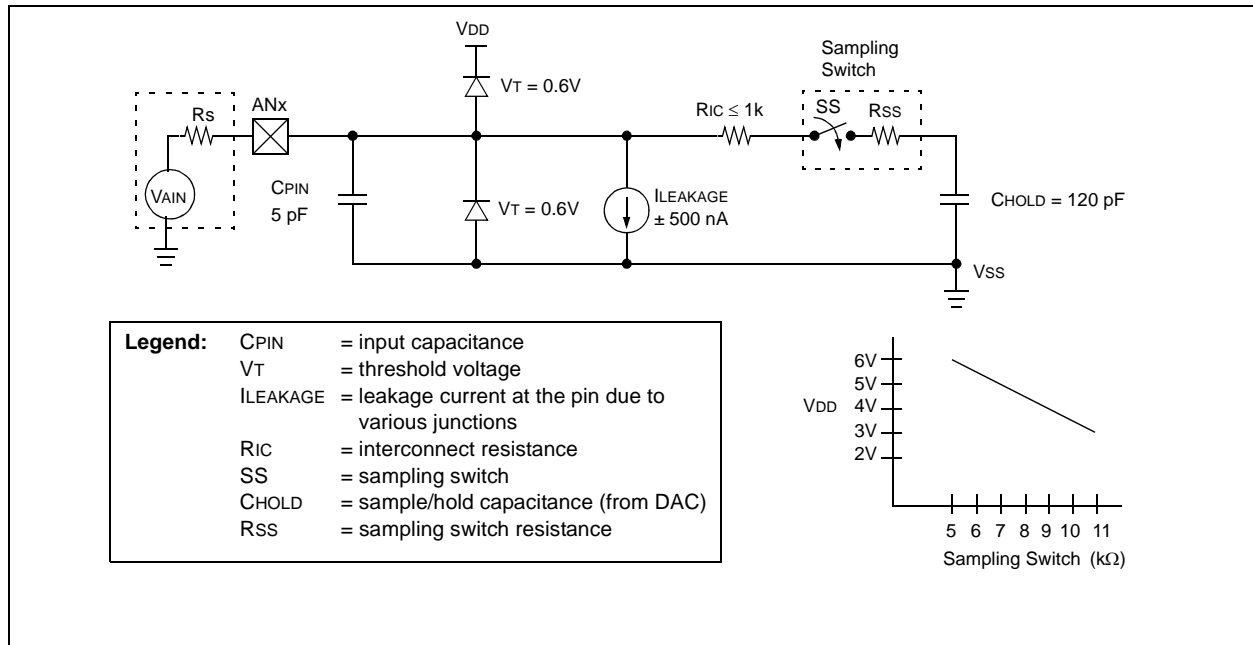 VDD
Sampling
Switch
VT = 0.6V
ANx
RS
RIC ≤ 1k
SS
RSS
VAIN
CPIN
5 pF
VT = 0.6V
ILEAKAGE
± 500 nA
CHOLD = 120 pF
VSS
Legend: CPIN = input capacitance
VT = threshold voltage
ILEAKAGE = leakage current at the pin due to
various junctions
RIC = interconnect resistance
SS = sampling switch
CHOLD = sample/hold capacitance (from DAC)
RSS = sampling switch resistance
6V
5V
VDD 4V
3V
2V
5 6 7 8 9 10 11
Sampling Switch (kΩ)